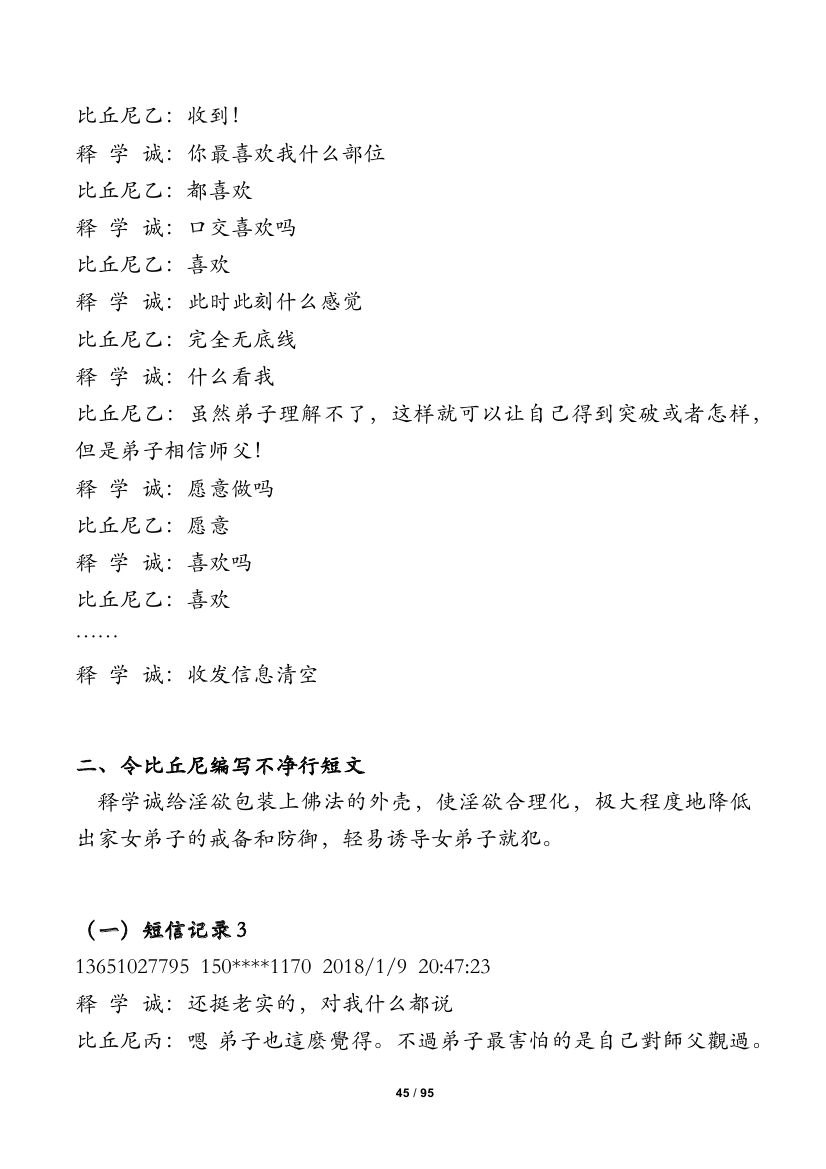 比丘尼乙：收到！
释 学 诚：你最喜欢我什么部位
比丘尼乙：都喜欢
释 学 诚：口交喜欢吗
比丘尼乙：喜欢
释 学 诚：此时此刻什么感觉
比丘尼乙：完全无底线
释 学 诚：什么看我
比丘尼乙：虽然弟子理解不了，这样就可以让自己得到突破或者怎样，
但是弟子相信师父！
释 学 诚：愿意做吗
比丘尼乙：愿意
释 学 诚：喜欢吗
比丘尼乙：喜欢
……
释 学 诚：收发信息清空
二、令比丘尼编写不净行短文
释学诚给淫欲包装上佛法的外壳，使淫欲合理化，极大程度地降低
出家女弟子的戒备和防御，轻易诱导女弟子就犯。
（一）短信记录 3
13651027795 150****1170 2018/1/9 20:47:23
释 学 诚：还挺老实的，对我什么都说
比丘尼丙：嗯 弟子也這麽覺得。不過弟子最害怕的是自己對師父觀過。
45 / 95